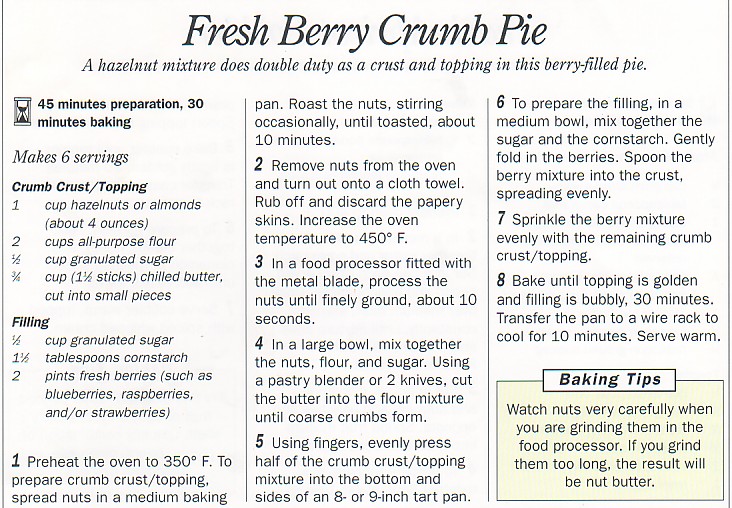 Fresh Berry Crumb Pie
A hazelnut mixture does double duty as a crust and topping in this berry-filled pie.
45 minutes preparation, 30
minutes baking
Makes 6 servings
Crumb Crust/Topping
1 cup hazelnuts or almonds
(about 4 ounces)
2 cups all-purpose flour
½ cup granulated sugar
¾ cup (1½ sticks) chilled butter,
cut into small pieces
Filling
½ cup granulated sugar
1½ tablespoons cornstarch
2 pints fresh berries (such as
blueberries, raspberries,
and/or strawberries)
1 Preheat the oven to 350° F. To
prepare crumb crust/topping,
spread nuts in a medium baking
pan. Roast the nuts, stirring
occasionally, until toasted, about
10 minutes.
2 Remove nuts from the oven
and turn out onto a cloth towel.
Rub off and discard the papery
skins. Increase the oven
temperature to 450° F.
3 In a food processor fitted with
the metal blade, process the
nuts until finely ground, about 10
seconds.
4 In a large bowl, mix together
the nuts, flour, and sugar. Using
a pastry blender or 2 knives, cut
the butter into the flour mixture
until coarse crumbs form.
5 Using fingers, evenly press
half of the crumb crust/topping
mixture into the bottom and
sides of an 8- or 9-inch tart pan.
6 To prepare the filling, in a
medium bowl, mix together the
sugar and the cornstarch. Gently
fold in the berries. Spoon the
berry mixture into the crust,
spreading evenly.
7 Sprinkle the berry mixture
evenly with the remaining crumb
crust/topping.
8 Bake until topping is golden
and filling is bubbly, 30 minutes.
Transfer the pan to a wire rack to
cool for 10 minutes. Serve warm.
Baking Tips
Watch nuts very carefully when
you are grinding them in the
food processor. If you grind
them too long, the result will
be nut butter.